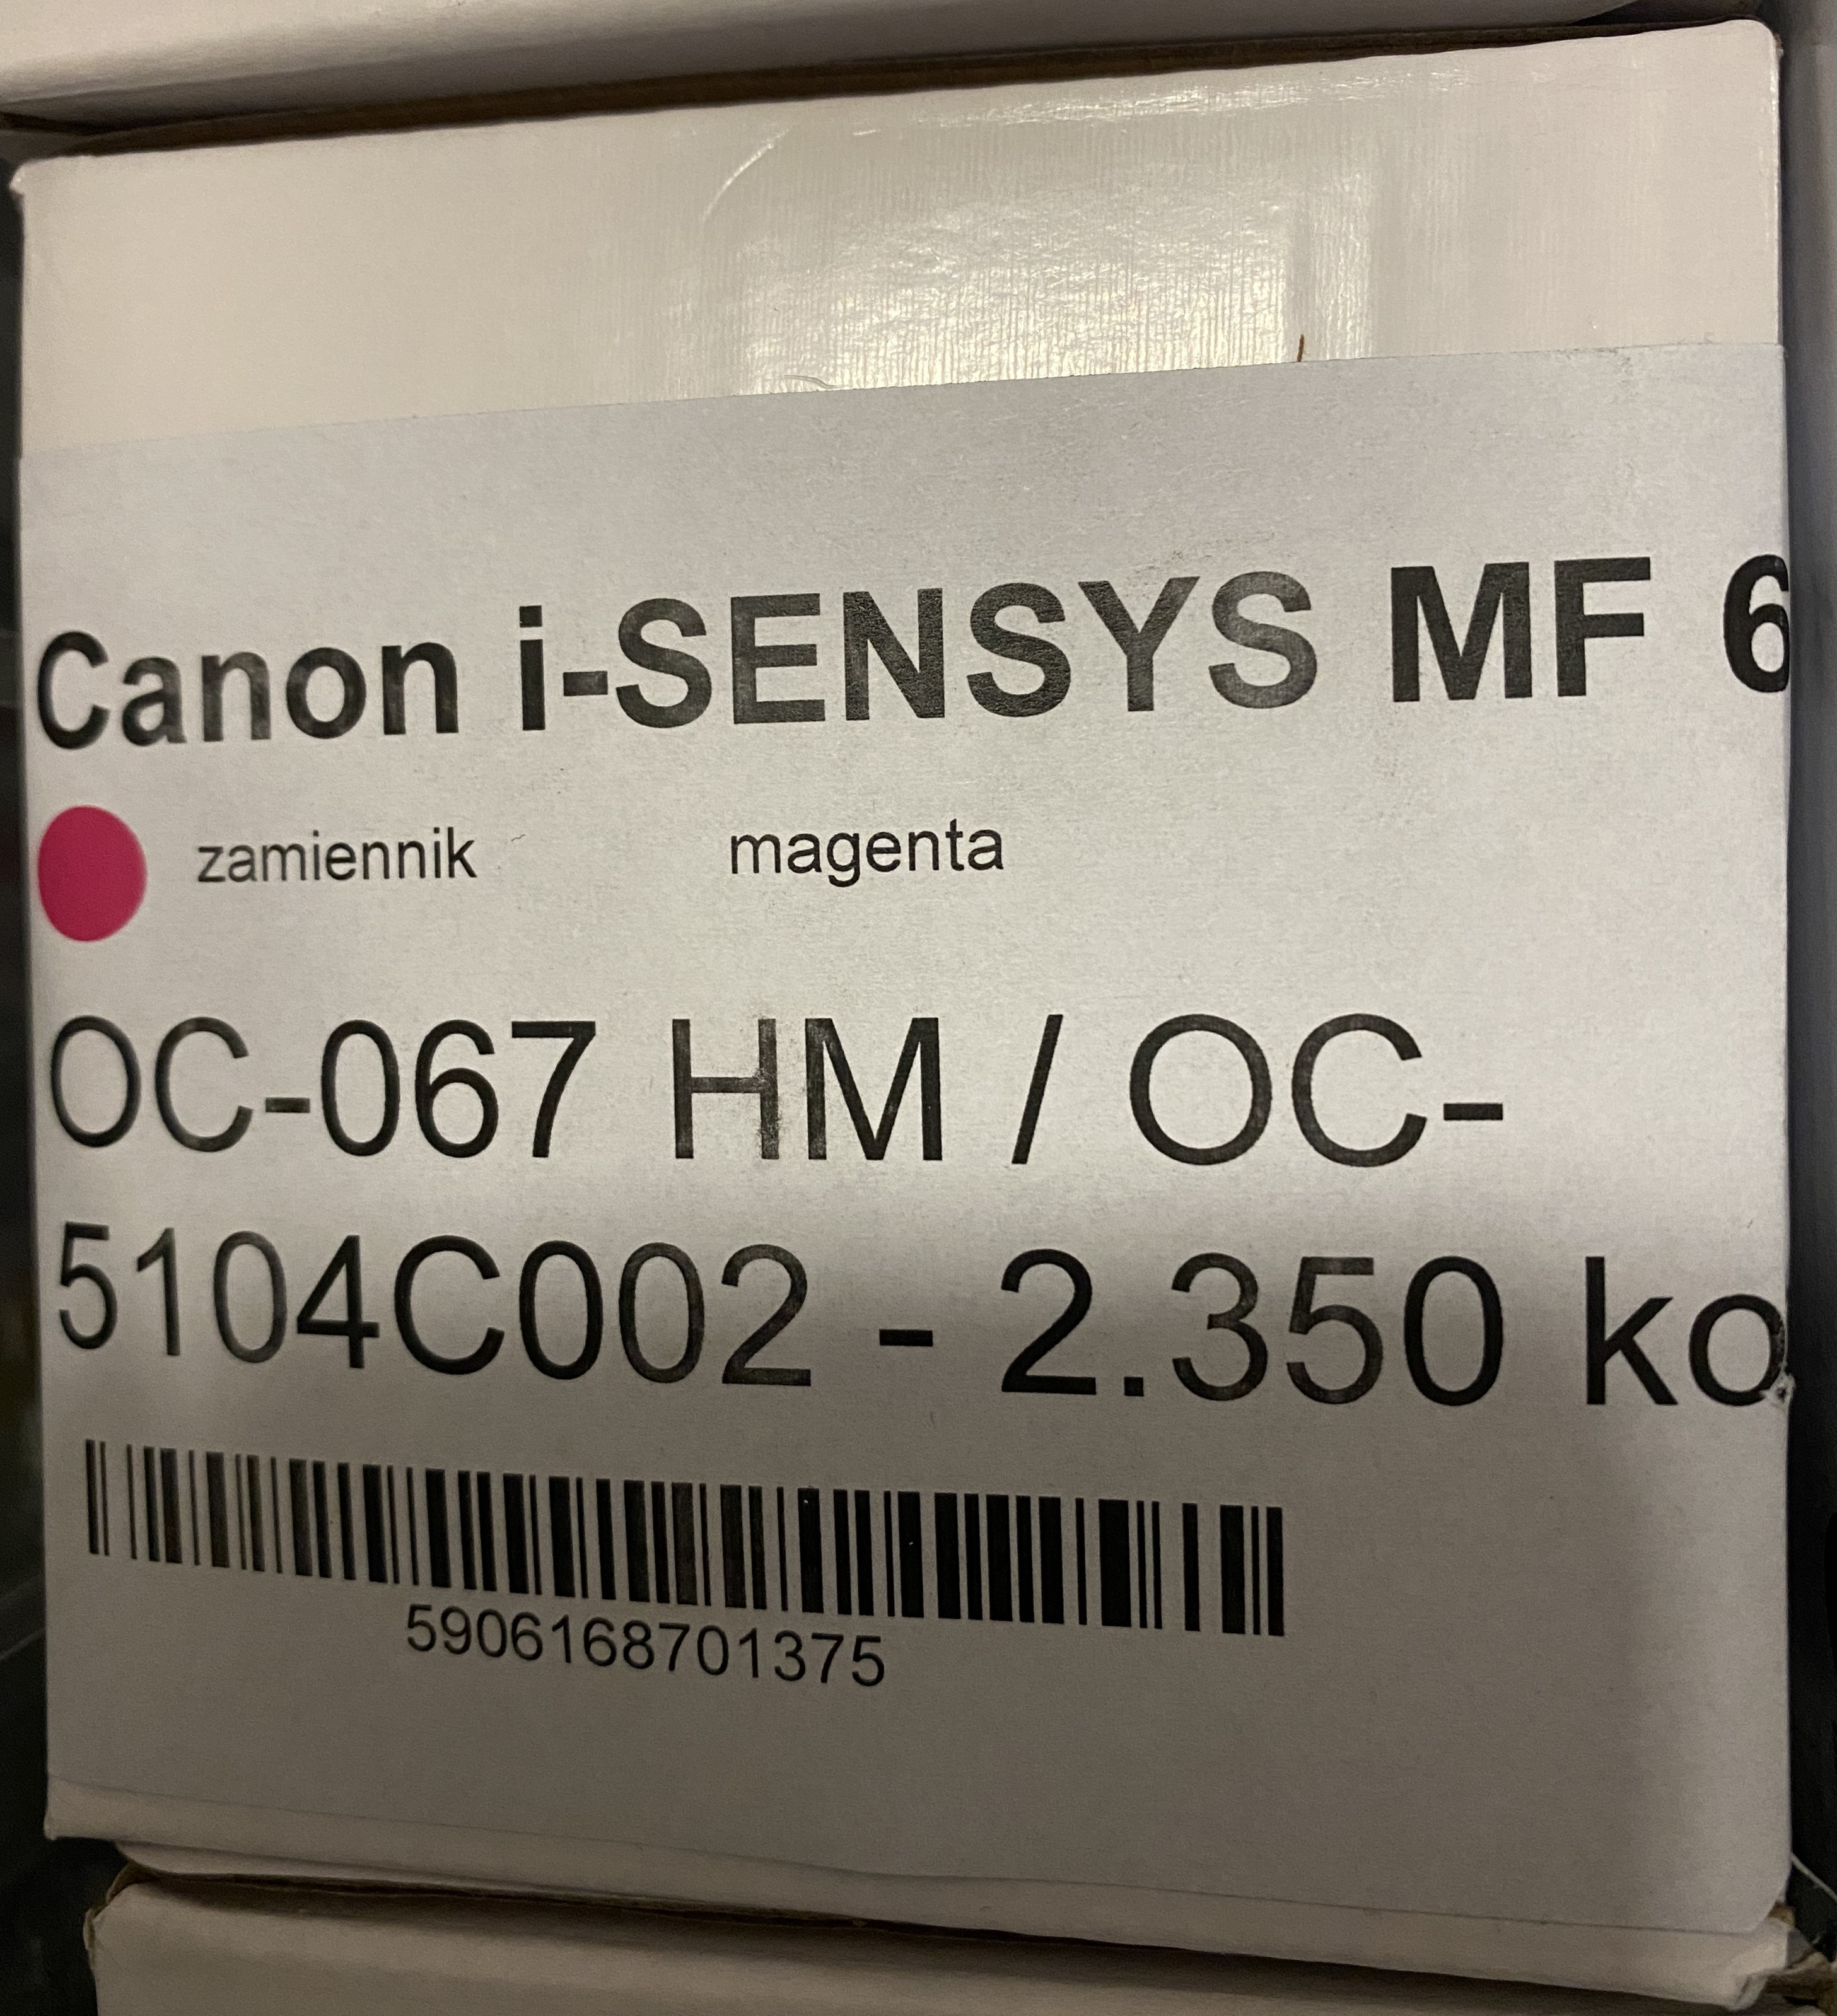 Canon i-SENSYS MF 6
zamiennik magenta
OC-067 HM / OC-
5104C002 - 2.350 ko
5906168701375